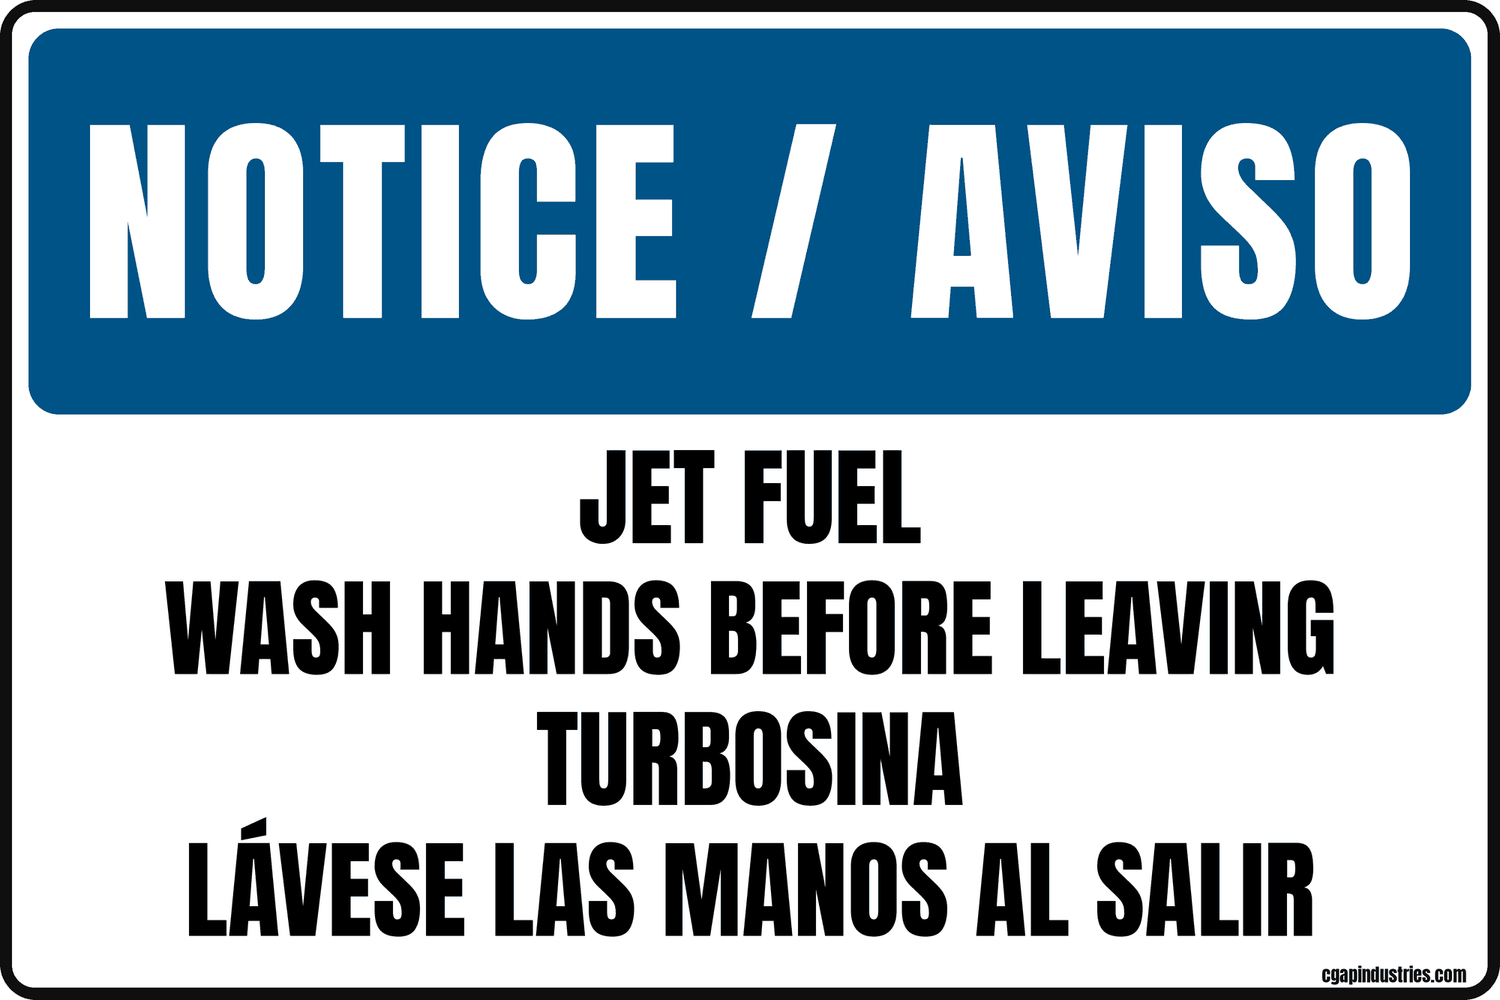 NOTICE / AVISO
JET FUEL
WASH HANDS BEFORE LEAVING
TURBOSINA
LÁVESE LAS MANOS AL SALIR
cgapindustries.com